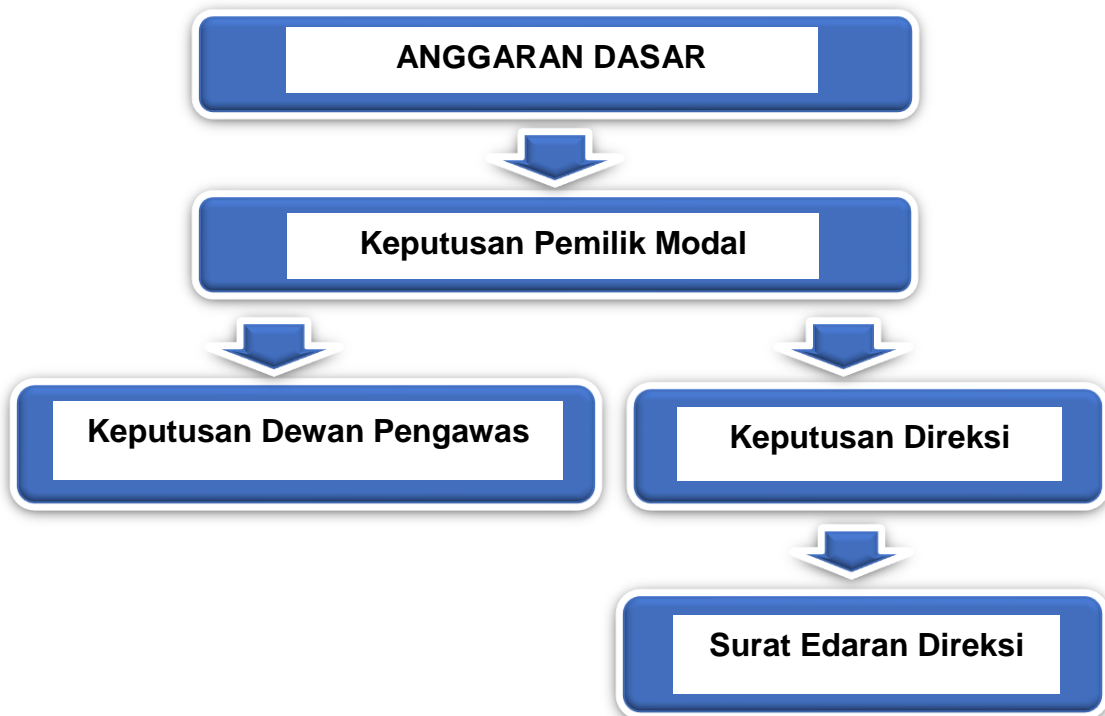 ANGGARAN DASAR
Keputusan Pemilik Modal
Keputusan Dewan Pengawas
Keputusan Direksi
Surat Edaran Direksi